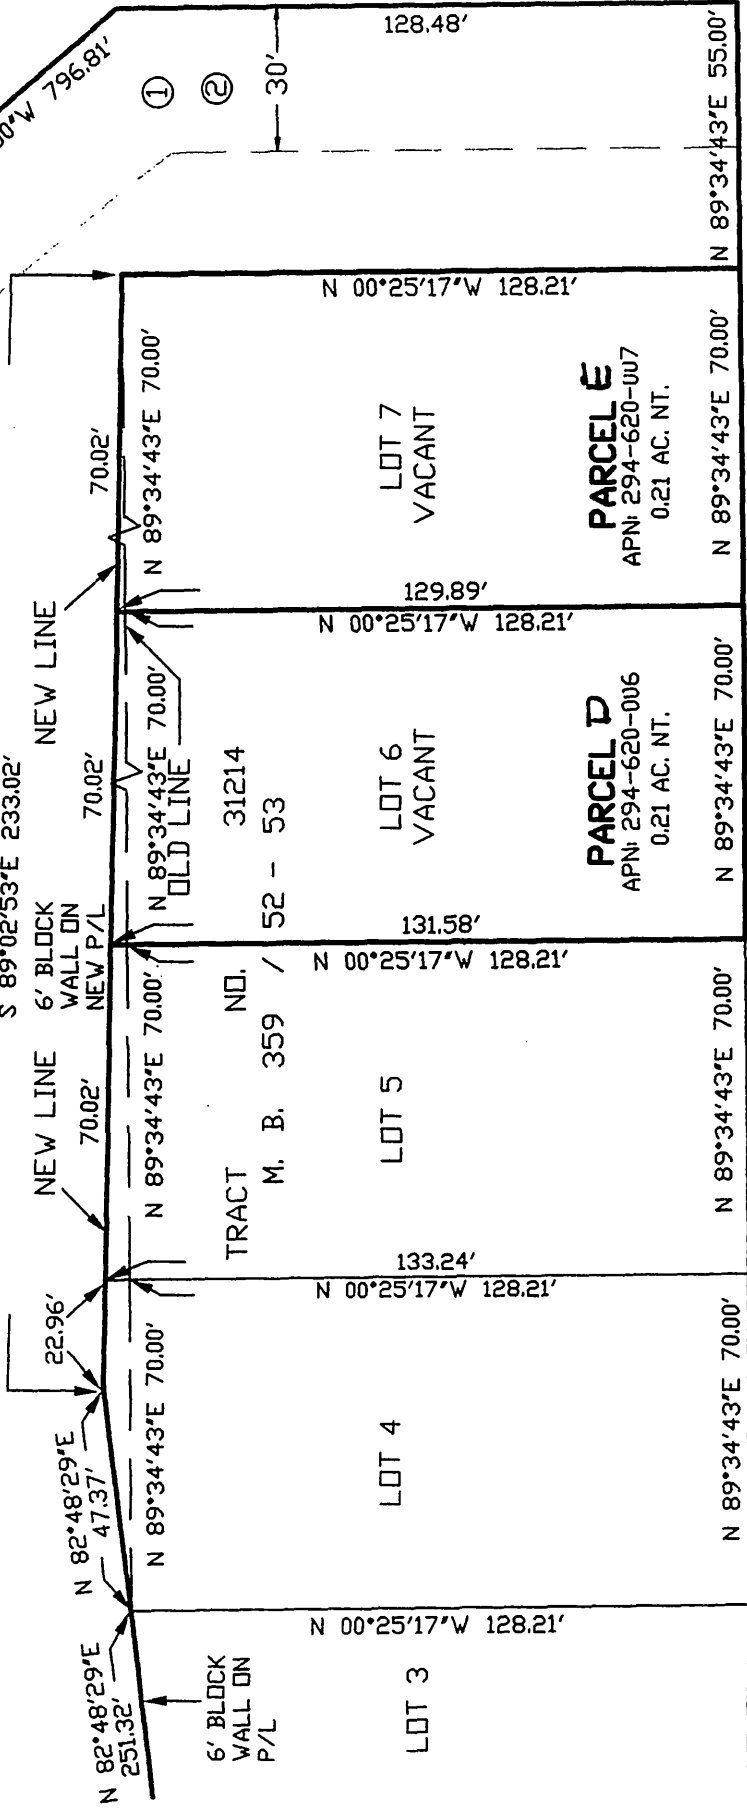 S 89°02'53"E 233.02'
00"W 796.81'
N 82°48'29"E
251.32'
N 82°48'29"E
47.37'
22.96'
NEW LINE
70.02'
6' BLOCK
WALL ON
NEW P/L
70.02'
NEW LINE
70.02'
6' BLOCK
WALL ON
P/L
N 89°34'43"E 70.00'
N 89°34'43"E 70.00'
N 89°34'43"E 70.00'
OLD LINE
N 89°34'43"E 70.00'
①
②
30'
TRACT NO. 31214
M. B. 359 / 52 - 53
LOT 3
N 00°25'17"W 128.21'
LOT 4
133.24'
N 00°25'17"W 128.21'
LOT 5
131.58'
N 00°25'17"W 128.21'
LOT 6
VACANT
129.89'
N 00°25'17"W 128.21'
LOT 7
VACANT
N 00°25'17"W 128.21'
128.48'
PARCEL D
APN: 294-620-006
0.21 AC. NT.
PARCEL E
APN: 294-620-007
0.21 AC. NT.
N 89°34'43"E 70.00'
N 89°34'43"E 70.00'
N 89°34'43"E 70.00'
N 89°34'43"E 70.00'
N 89°34'43"E 55.00'